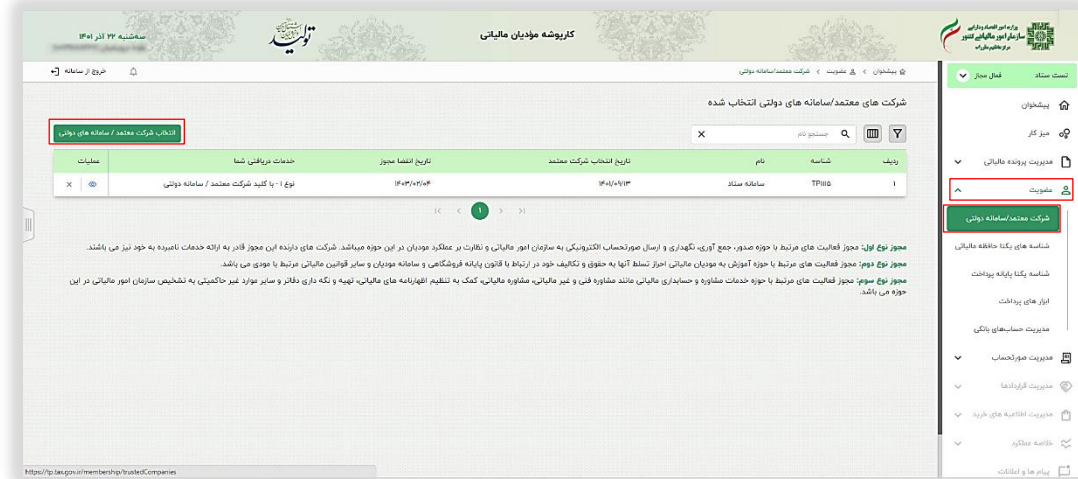 وزارت امور اقتصادی و دارایی
سازمان امور مالیاتی کشور
کارپوشه مؤدیان مالیاتی
تولید
سه‌شنبه ۲۲ آذر ۱۴۰۱
تست ستاد
فعال مجاز
پیشخوان > عضویت > شرکت معتمد/سامانه دولتی
خروج از سامانه
شرکت های معتمد/سامانه های دولتی انتخاب شده
جستجو نام
انتخاب شرکت معتمد / سامانه های دولتی
ردیف شناسه نام تاریخ انتخاب شرکت معتمد تاریخ انقضا مجوز خدمات دریافتی شما عملیات
۱ TP1115 سامانه ستاد ۱۴۰۱/۰۹/۱۳ ۱۴۰۳/۰۲/۰۴ نوع ۱ - با کلید شرکت معتمد / سامانه دولتی
۱
مجوز نوع اول: مجوز فعالیت های مرتبط با حوزه صدور، جمع آوری، نگهداری و ارسال صورتحساب الکترونیکی به سازمان امور مالیاتی و نظارت بر عملکرد مودیان در این حوزه میباشد. شرکت های دارنده این مجوز قادر به ارائه خدمات نامبرده به خود نیز می باشند.
مجوز نوع دوم: مجوز فعالیت های مرتبط با حوزه آموزش به مودیان مالیاتی احراز تسلط آنها به حقوق و تکالیف خود در ارتباط با قانون پایانه فروشگاهی و سامانه مودیان و سایر قوانین مالیاتی مرتبط با مودی می باشد.
مجوز نوع سوم: مجوز فعالیت های مرتبط با حوزه خدمات مشاوره و حسابداری مالیاتی مانند مشاوره فنی و غیر مالیاتی، مشاوره مالیاتی، کمک به تنظیم اظهارنامه های مالیاتی، تهیه و نگه داری دفاتر و سایر موارد غیر حاکمیتی به تشخیص سازمان امور مالیاتی در این
حوزه می باشد.
پیشخوان
میز کار
مدیریت پرونده مالیاتی
عضویت
شرکت معتمد/سامانه دولتی
شناسه های یکتا حافظه مالیاتی
شناسه یکتا پایانه پرداخت
ابزار های پرداخت
مدیریت حساب‌های بانکی
مدیریت صورتحساب
مدیریت قراردادها
مدیریت اطلاعیه های خرید
خلاصه عملکرد
پیام ها و اعلانات
https://tp.tax.gov.ir/membership/trustedCompanies